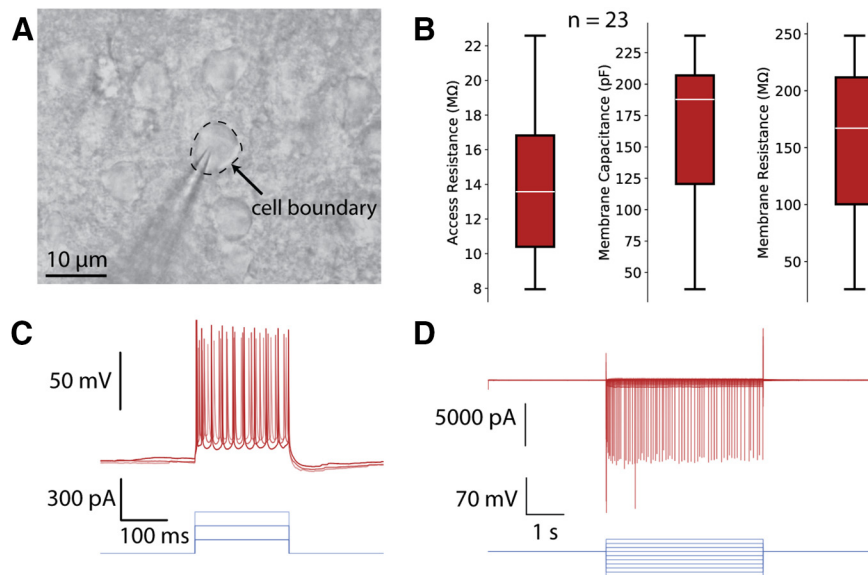 A
cell boundary
10 μm
B
n = 23
Access Resistance (MΩ)
22
20
18
16
14
12
10
8
Membrane Capacitance (pF)
225
200
175
150
125
100
75
50
Membrane Resistance (MΩ)
250
200
150
100
50
C
50 mV
300 pA
100 ms
D
5000 pA
70 mV
1 s